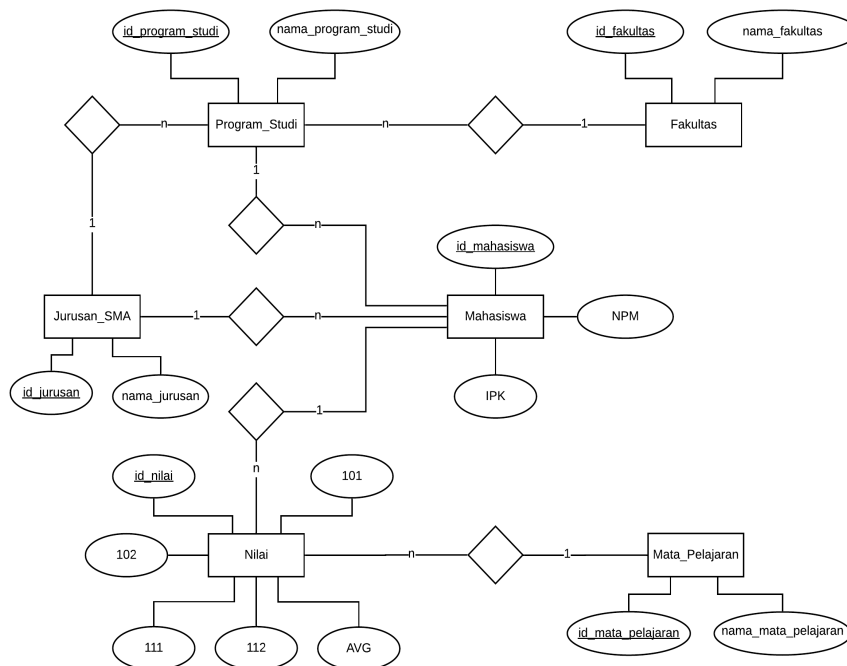 id_program_studi
nama_program_studi
id_fakultas
nama_fakultas
n
Program_Studi
n
1
Fakultas
1
1
n
id_mahasiswa
Jurusan_SMA
1
n
Mahasiswa
NPM
id_jurusan
nama_jurusan
1
IPK
n
id_nilai
101
102
Nilai
n
1
Mata_Pelajaran
111
112
AVG
id_mata_pelajaran
nama_mata_pelajaran